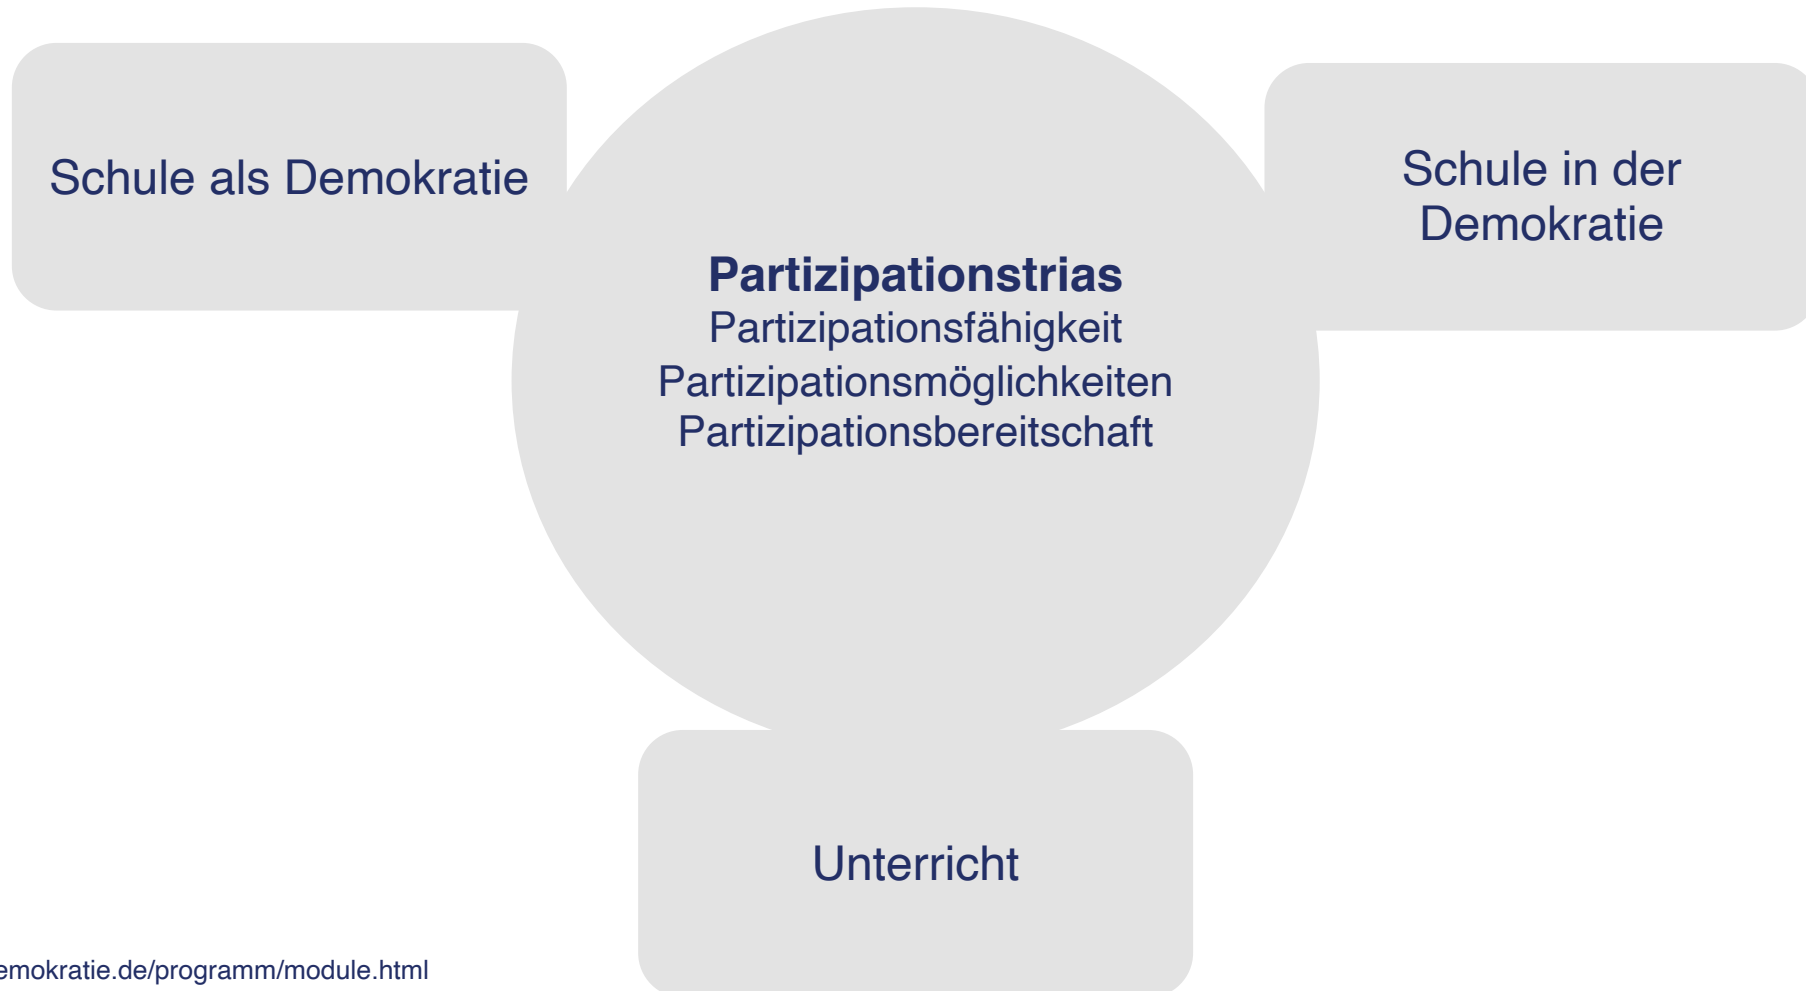 Schule als Demokratie
Schule in der
Demokratie
Partizipationstrias
Partizipationsfähigkeit
Partizipationsmöglichkeiten
Partizipationsbereitschaft
Unterricht
emokratie.de/programm/module.html